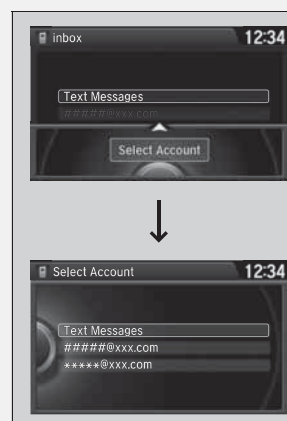 inbox 12:34
Text Messages
#####@xxx.com
Select Account
Select Account 12:34
Text Messages
#####@xxx.com
*****@xxx.com